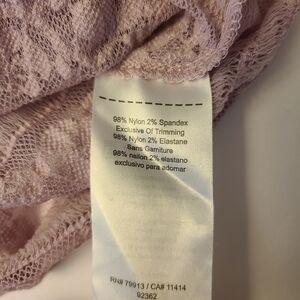 98% Nylon 2% Spandex
Exclusive Of Trimming
98% Nylon 2% Elastane
Sans Garniture
98% nailon 2% elastano
exclusivo para adornar
RN# 79913 / CA# 11414
92362